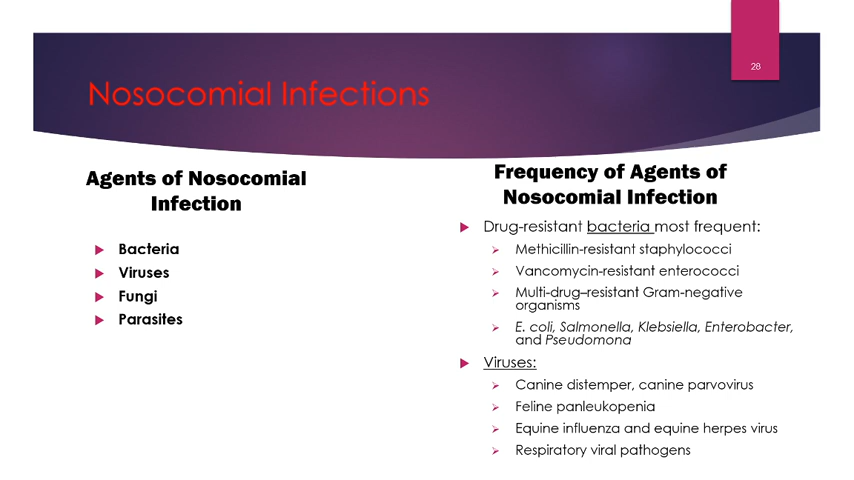 28
Nosocomial Infections
Agents of Nosocomial
Infection
Bacteria
Viruses
Fungi
Parasites
Frequency of Agents of
Nosocomial Infection
Drug-resistant bacteria most frequent:
Methicillin-resistant staphylococci
Vancomycin-resistant enterococci
Multi-drug–resistant Gram-negative
organisms
E. coli, Salmonella, Klebsiella, Enterobacter,
and Pseudomona
Viruses:
Canine distemper, canine parvovirus
Feline panleukopenia
Equine influenza and equine herpes virus
Respiratory viral pathogens